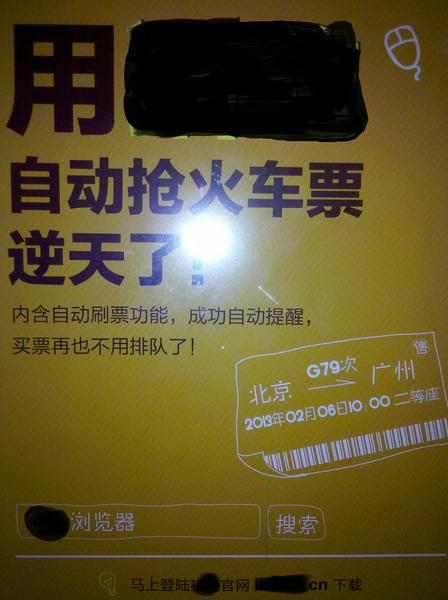 用
自动抢火车票
逆天了!
内含自动刷票功能，成功自动提醒，
买票再也不用排队了！
售
G79次
北京 广州
2013年02月06日10:00 二等座
浏览器 搜索
马上登陆 官网 .cn 下载